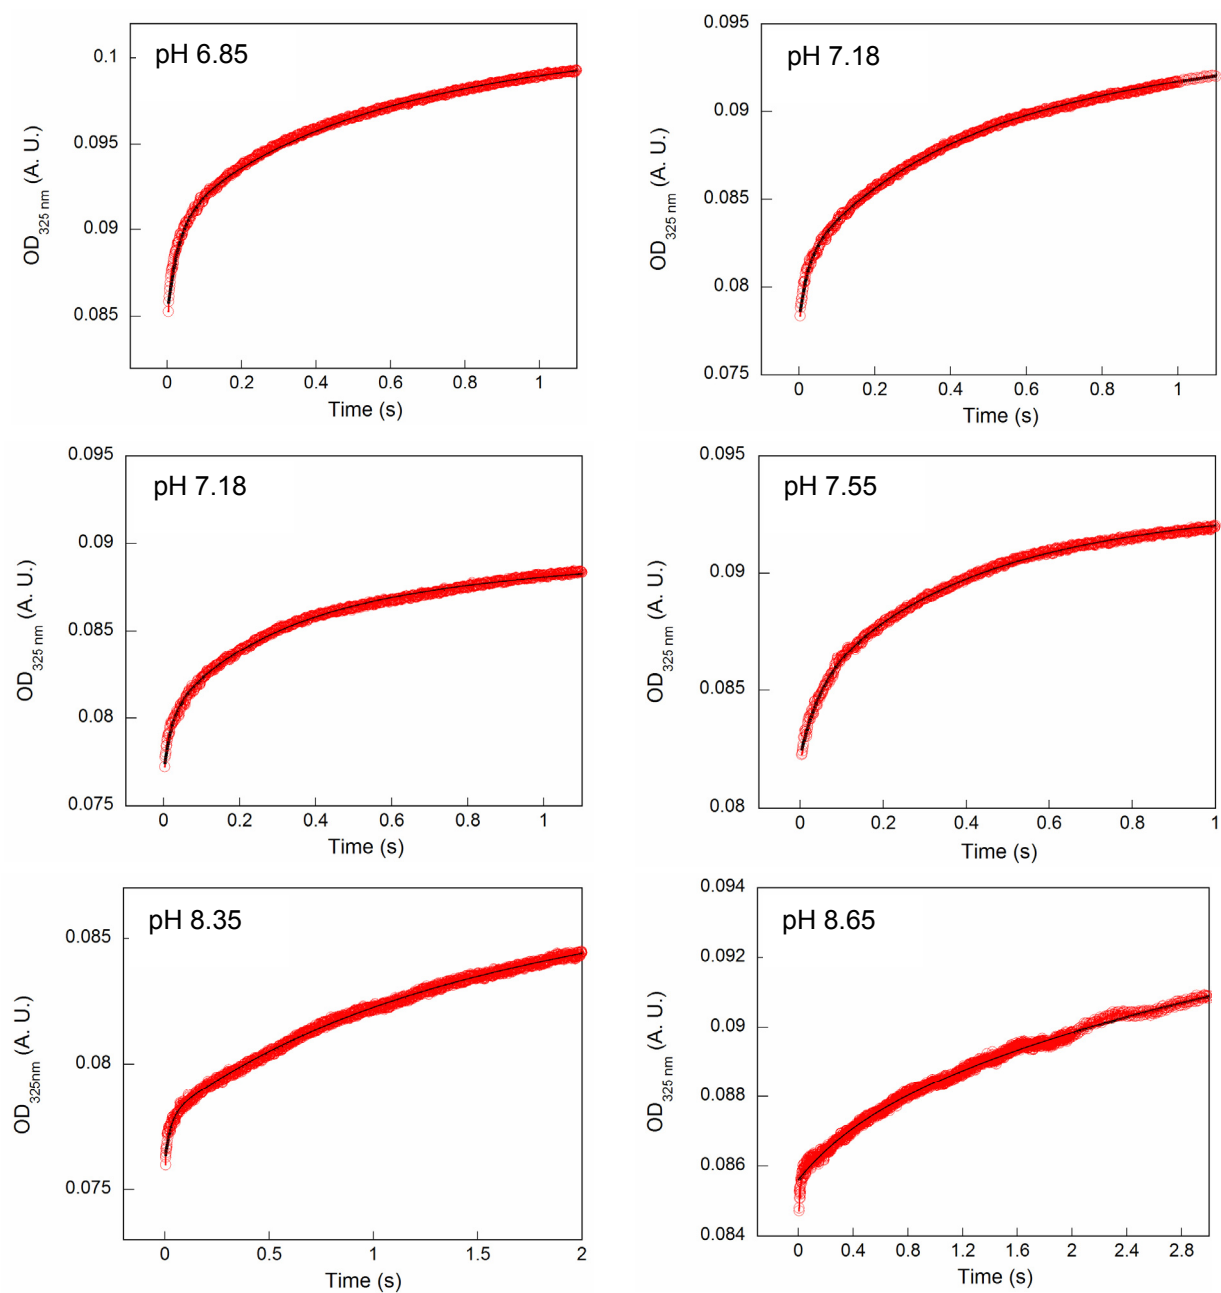 pH 6.85
0.1
0.095
0.09
0.085
OD325 nm (A. U.)
0 0.2 0.4 0.6 0.8 1
Time (s)
pH 7.18
0.095
0.09
0.085
0.08
0.075
OD325 nm (A. U.)
0 0.2 0.4 0.6 0.8 1
Time (s)
pH 7.18
0.095
0.09
0.085
0.08
0.075
OD325 nm (A. U.)
0 0.2 0.4 0.6 0.8 1
Time (s)
pH 7.55
0.095
0.09
0.085
0.08
OD325 nm (A. U.)
0 0.2 0.4 0.6 0.8 1
Time (s)
pH 8.35
0.085
0.08
0.075
OD325nm (A. U.)
0 0.5 1 1.5 2
Time (s)
pH 8.65
0.094
0.092
0.09
0.088
0.086
0.084
OD325 nm (A. U.)
0 0.4 0.8 1.2 1.6 2 2.4 2.8
Time (s)